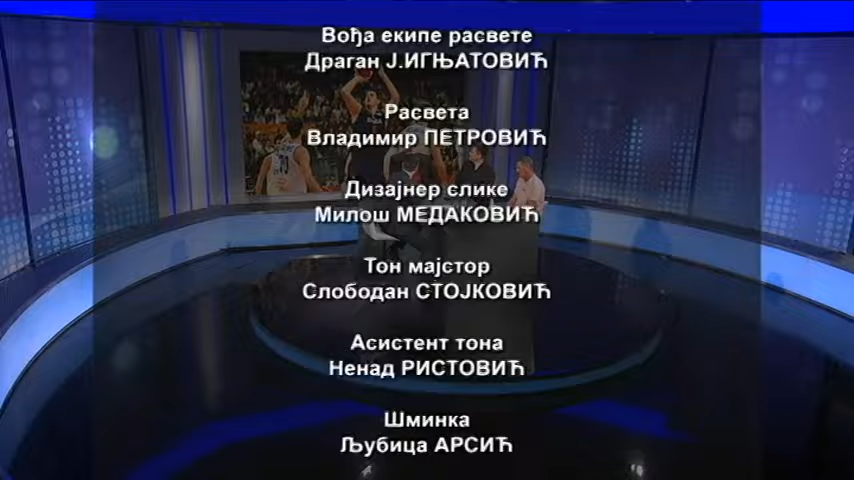 Вођа екипе расвете
Драган Ј.ИГЊАТОВИЋ
Расвета
Владимир ПЕТРОВИЋ
Дизајнер слике
Милош МЕДАКОВИЋ
Тон мајстор
Слободан СТОЈКОВИЋ
Асистент тона
Ненад РИСТОВИЋ
Шминка
Љубица АРСИЋ